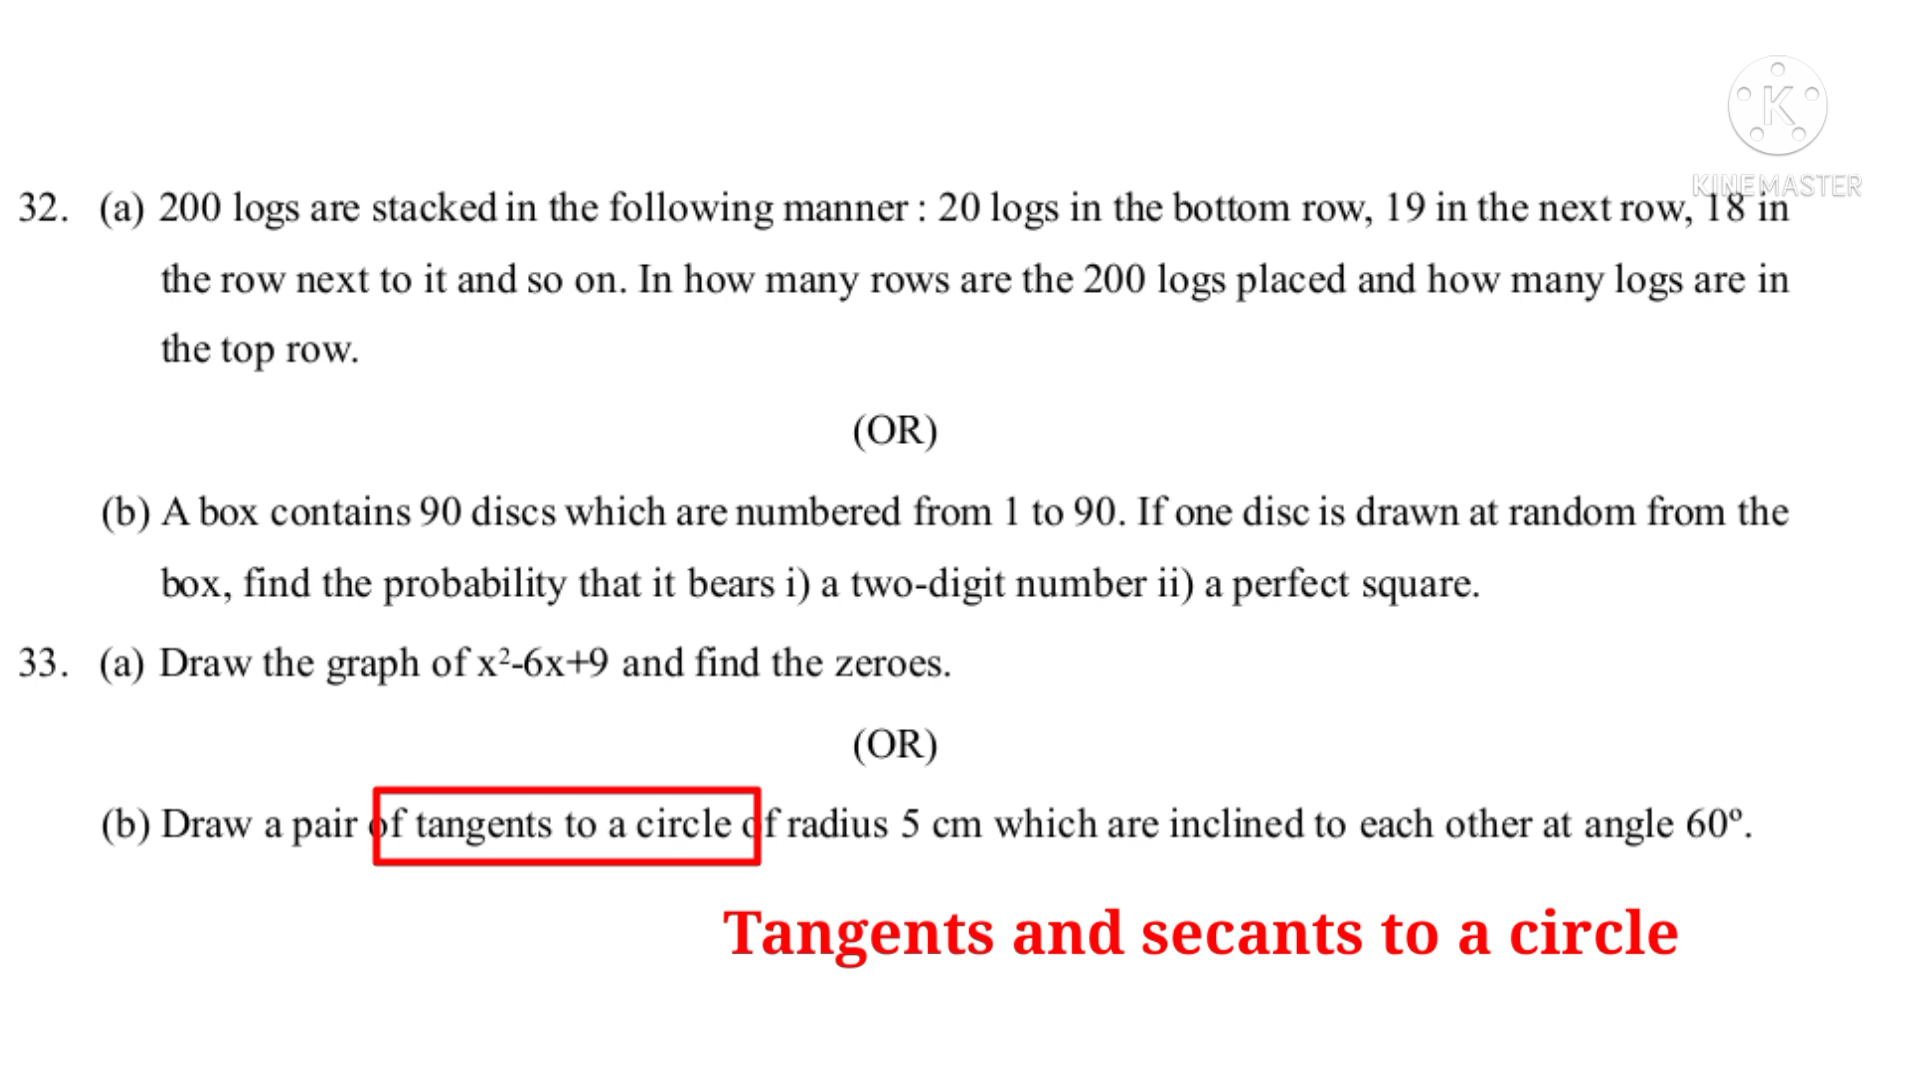 K
KINEMASTER
32. (a) 200 logs are stacked in the following manner : 20 logs in the bottom row, 19 in the next row, 18 in
the row next to it and so on. In how many rows are the 200 logs placed and how many logs are in
the top row.
(OR)
(b) A box contains 90 discs which are numbered from 1 to 90. If one disc is drawn at random from the
box, find the probability that it bears i) a two-digit number ii) a perfect square.
33. (a) Draw the graph of x²-6x+9 and find the zeroes.
(OR)
(b) Draw a pair of tangents to a circle of radius 5 cm which are inclined to each other at angle 60º.
Tangents and secants to a circle